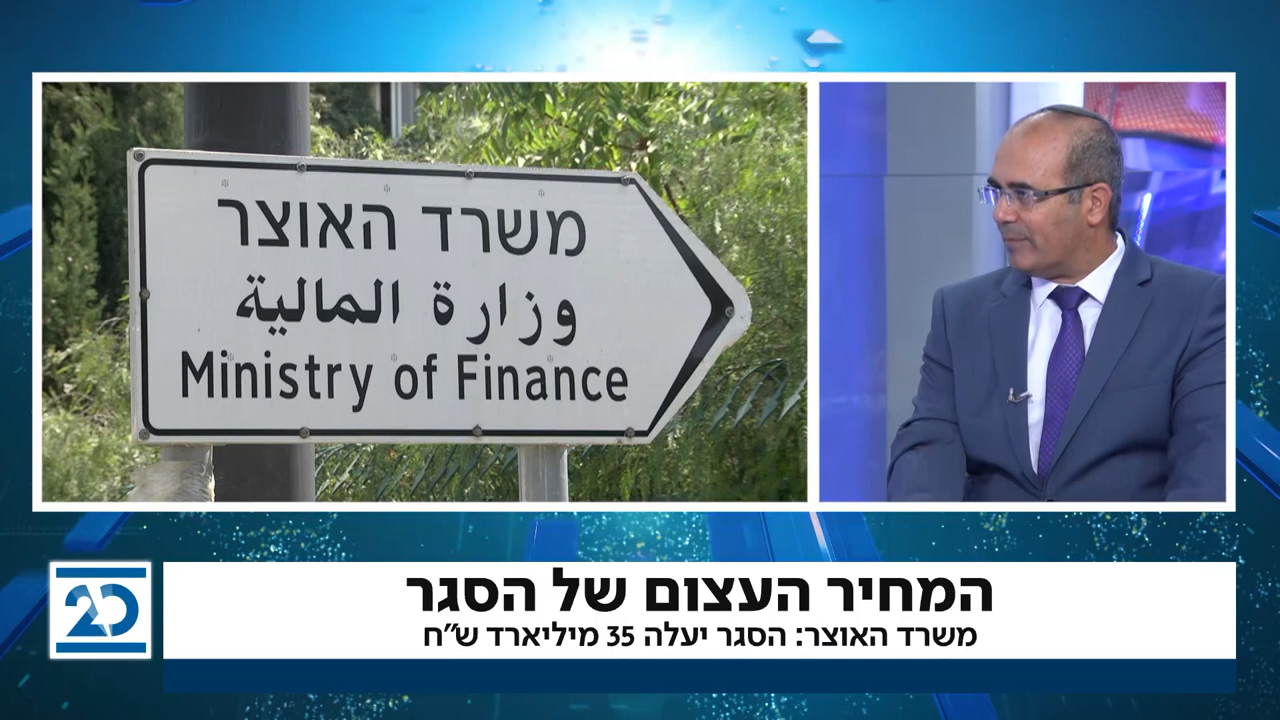 משרד האוצר
وزارة المالية
Ministry of Finance
20
המחיר העצום של הסגר
משרד האוצר: הסגר יעלה 35 מיליארד ש"ח